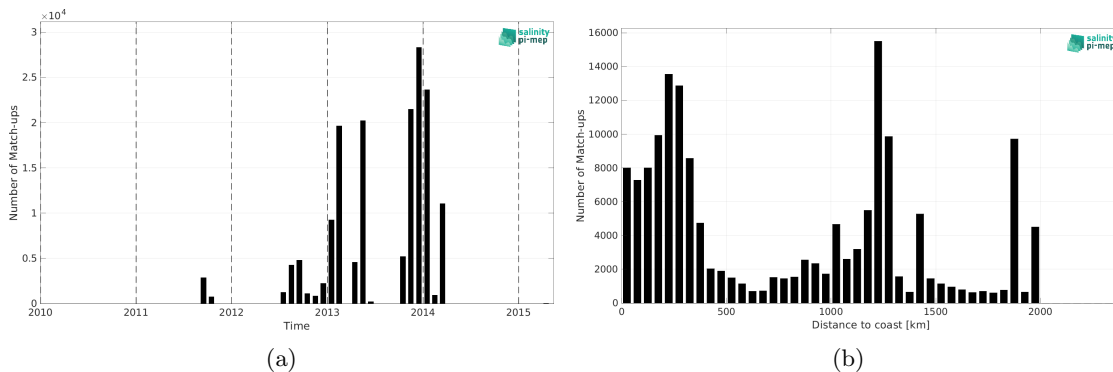 ×10⁴
3
2.5
2
1.5
1
0.5
0
2010 2011 2012 2013 2014 2015
Number of Match-ups
Time
salinity
pi-mep
(a)
16000
14000
12000
10000
8000
6000
4000
2000
0
0 500 1000 1500 2000
Number of Match-ups
Distance to coast [km]
salinity
pi-mep
(b)